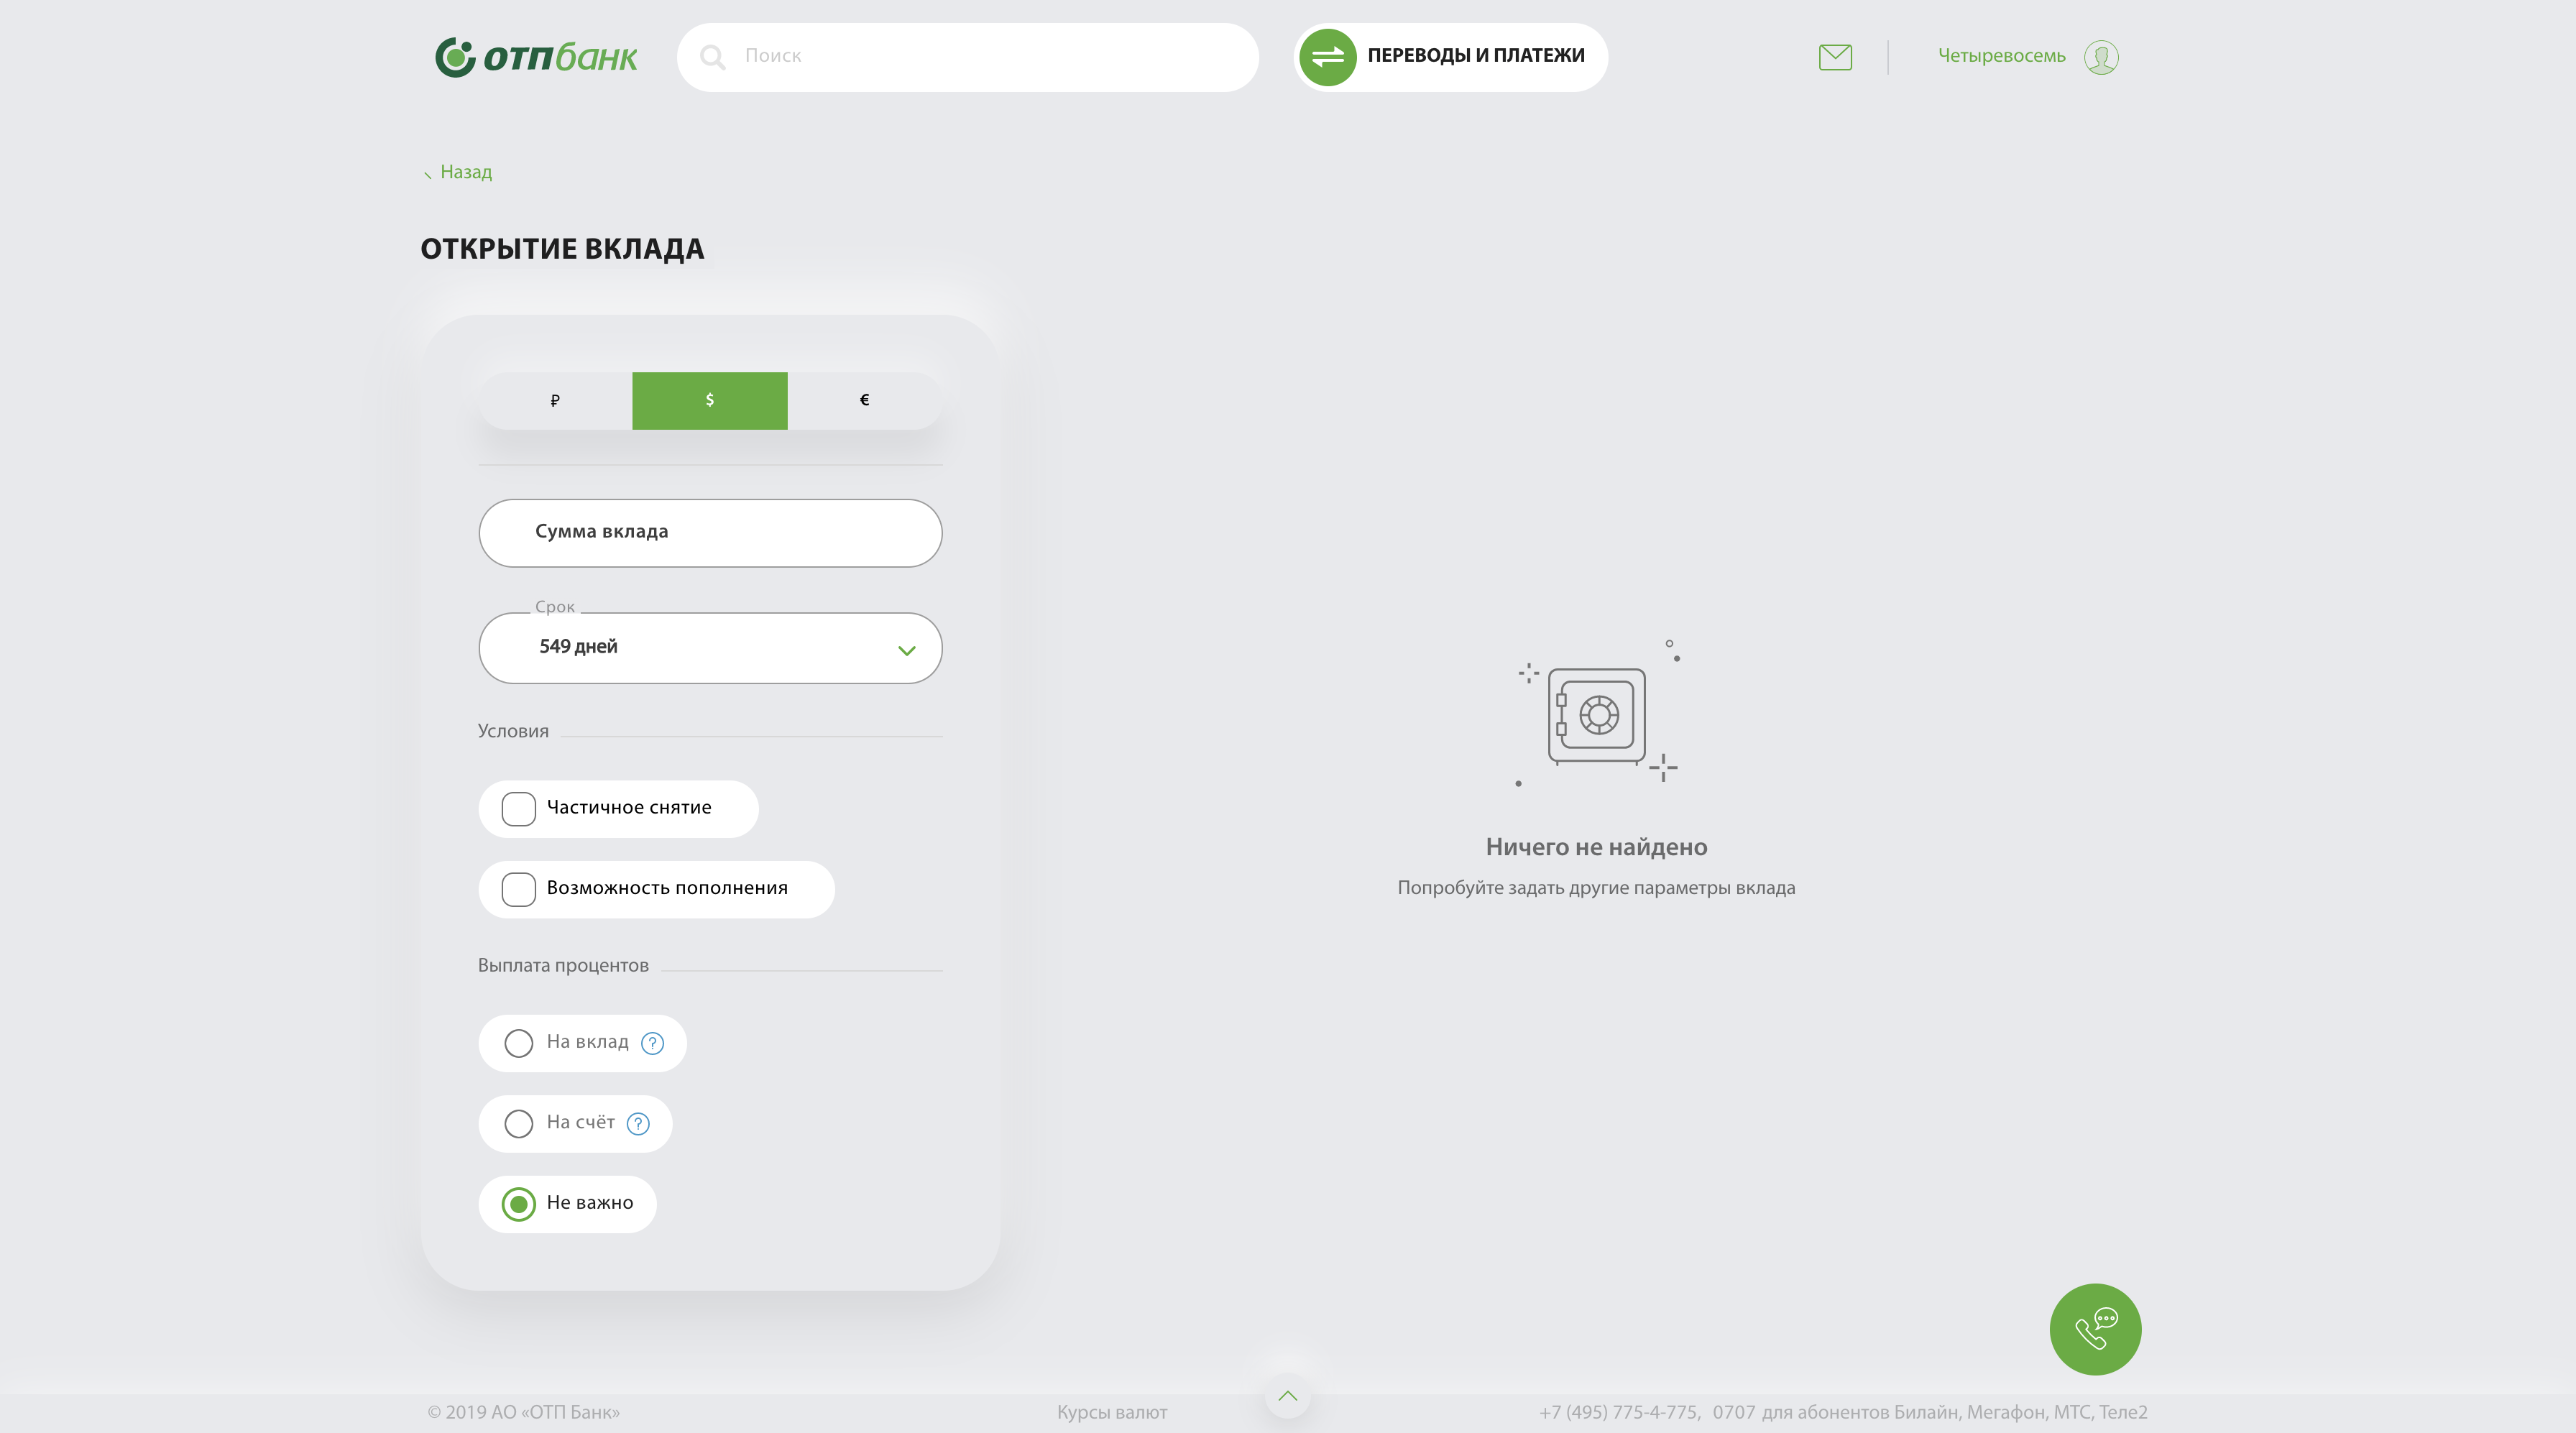 отпбанк
Поиск
ПЕРЕВОДЫ И ПЛАТЕЖИ
Четыревосемь
Назад
ОТКРЫТИЕ ВКЛАДА
₽
$
€
Сумма вклада
Срок
549 дней
Условия
Частичное снятие
Возможность пополнения
Выплата процентов
На вклад ?
На счёт ?
Не важно
Ничего не найдено
Попробуйте задать другие параметры вклада
© 2019 АО «ОТП Банк»
Курсы валют
+7 (495) 775-4-775, 0707 для абонентов Билайн, Мегафон, МТС, Теле2